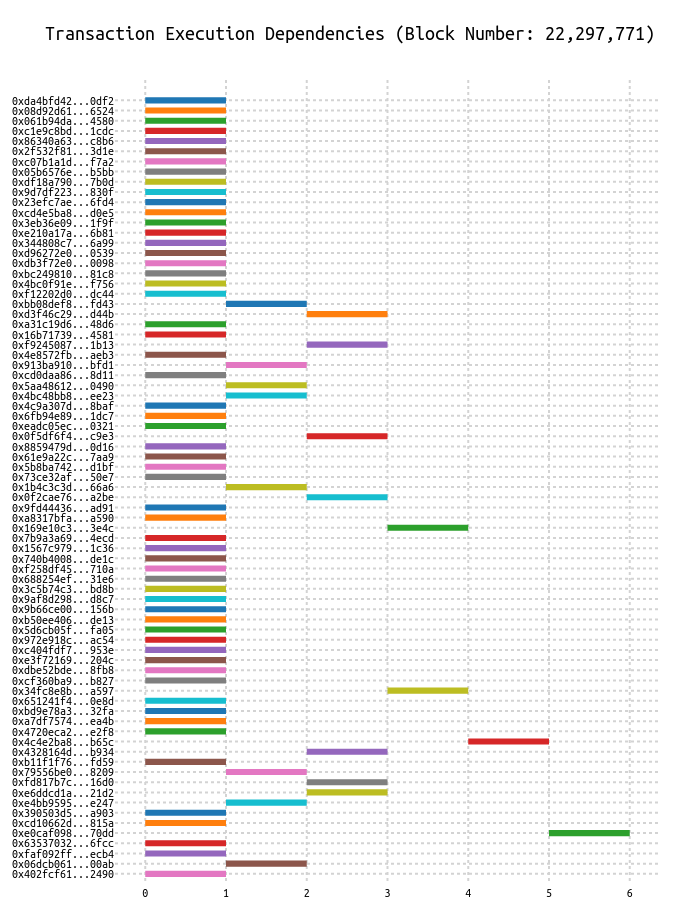 Transaction Execution Dependencies (Block Number: 22,297,771)
0xda4bfd42...0df2
0x08d92d61...6524
0x061b94da...4580
0xc1e9c8bd...1cdc
0x86340a63...c8b6
0x2f532f81...3d1e
0xc07b1a1d...f7a2
0x05b6576e...b5bb
0xdf18a790...7b0d
0x9d7df223...830f
0x23efc7ae...6fd4
0xcd4e5ba8...d0e5
0x3eb36e09...1f9f
0xe210a17a...6b81
0x344808c7...6a99
0xd96272e0...0539
0xdb3f72e0...0098
0xbc249810...81c8
0x4bc0f91e...f756
0xf12202d0...dc44
0xbb08def8...fd43
0xd3f46c29...d44b
0xa31c19d6...48d6
0x16b71739...4581
0xf9245087...1b13
0x4e8572fb...aeb3
0x913ba910...bfd1
0xcd0daa86...8d11
0x5aa48612...0490
0x4bc48bb8...ee23
0x4c9a307d...8baf
0x6fb94e89...1dc7
0xeadc05ec...0321
0x0f5df6f4...c9e3
0x8859479d...0d16
0x61e9a22c...7aa9
0x5b8ba742...d1bf
0x73ce32af...50e7
0x1b4c3c3d...66a6
0x0f2cae76...a2be
0x9fd44436...ad91
0xa8317bfa...a590
0x169e10c3...3e4c
0x7b9a3a69...4ecd
0x1567c979...1c36
0x740b4008...de1c
0xf258df45...710a
0x688254ef...31e6
0x3c5b74c3...bd8b
0x9af8d298...d8c7
0x9b66ce00...156b
0xb50ee406...de13
0x5d6cb05f...fa05
0x972e918c...ac54
0xc404fdf7...953e
0xe3f72169...204c
0xdbe52bde...8fb8
0xcf360ba9...b827
0x34fc8e8b...a597
0x651241f4...0e8d
0xbd9e78a3...32fa
0xa7df7574...ea4b
0x4720eca2...e2f8
0x4c4e2ba8...b65c
0x4328164d...b934
0xb11f1f76...fd59
0x79556be0...8209
0xfd817b7c...16d0
0xe6ddcd1a...21d2
0xe4bb9595...e247
0x390503d5...a903
0xcd10662d...815a
0xe0caf098...70dd
0x63537032...6fcc
0xfaf092ff...ecb4
0x06dcb061...00ab
0x402fcf61...2490
0 1 2 3 4 5 6